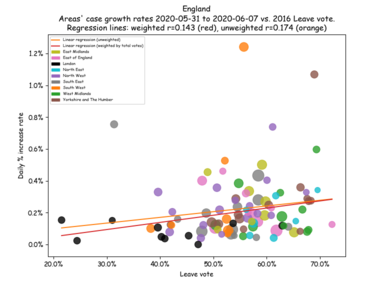 England
Areas' case growth rates 2020-05-31 to 2020-06-07 vs. 2016 Leave vote.
Regression lines: weighted r=0.143 (red), unweighted r=0.174 (orange)
Linear regression (unweighted)
Linear regression (weighted by total votes)
East Midlands
East of England
London
North East
North West
South East
South West
West Midlands
Yorkshire and The Humber
Daily % increase rate
1.2%
1.0%
0.8%
0.6%
0.4%
0.2%
0.0%
20.0% 30.0% 40.0% 50.0% 60.0% 70.0%
Leave vote